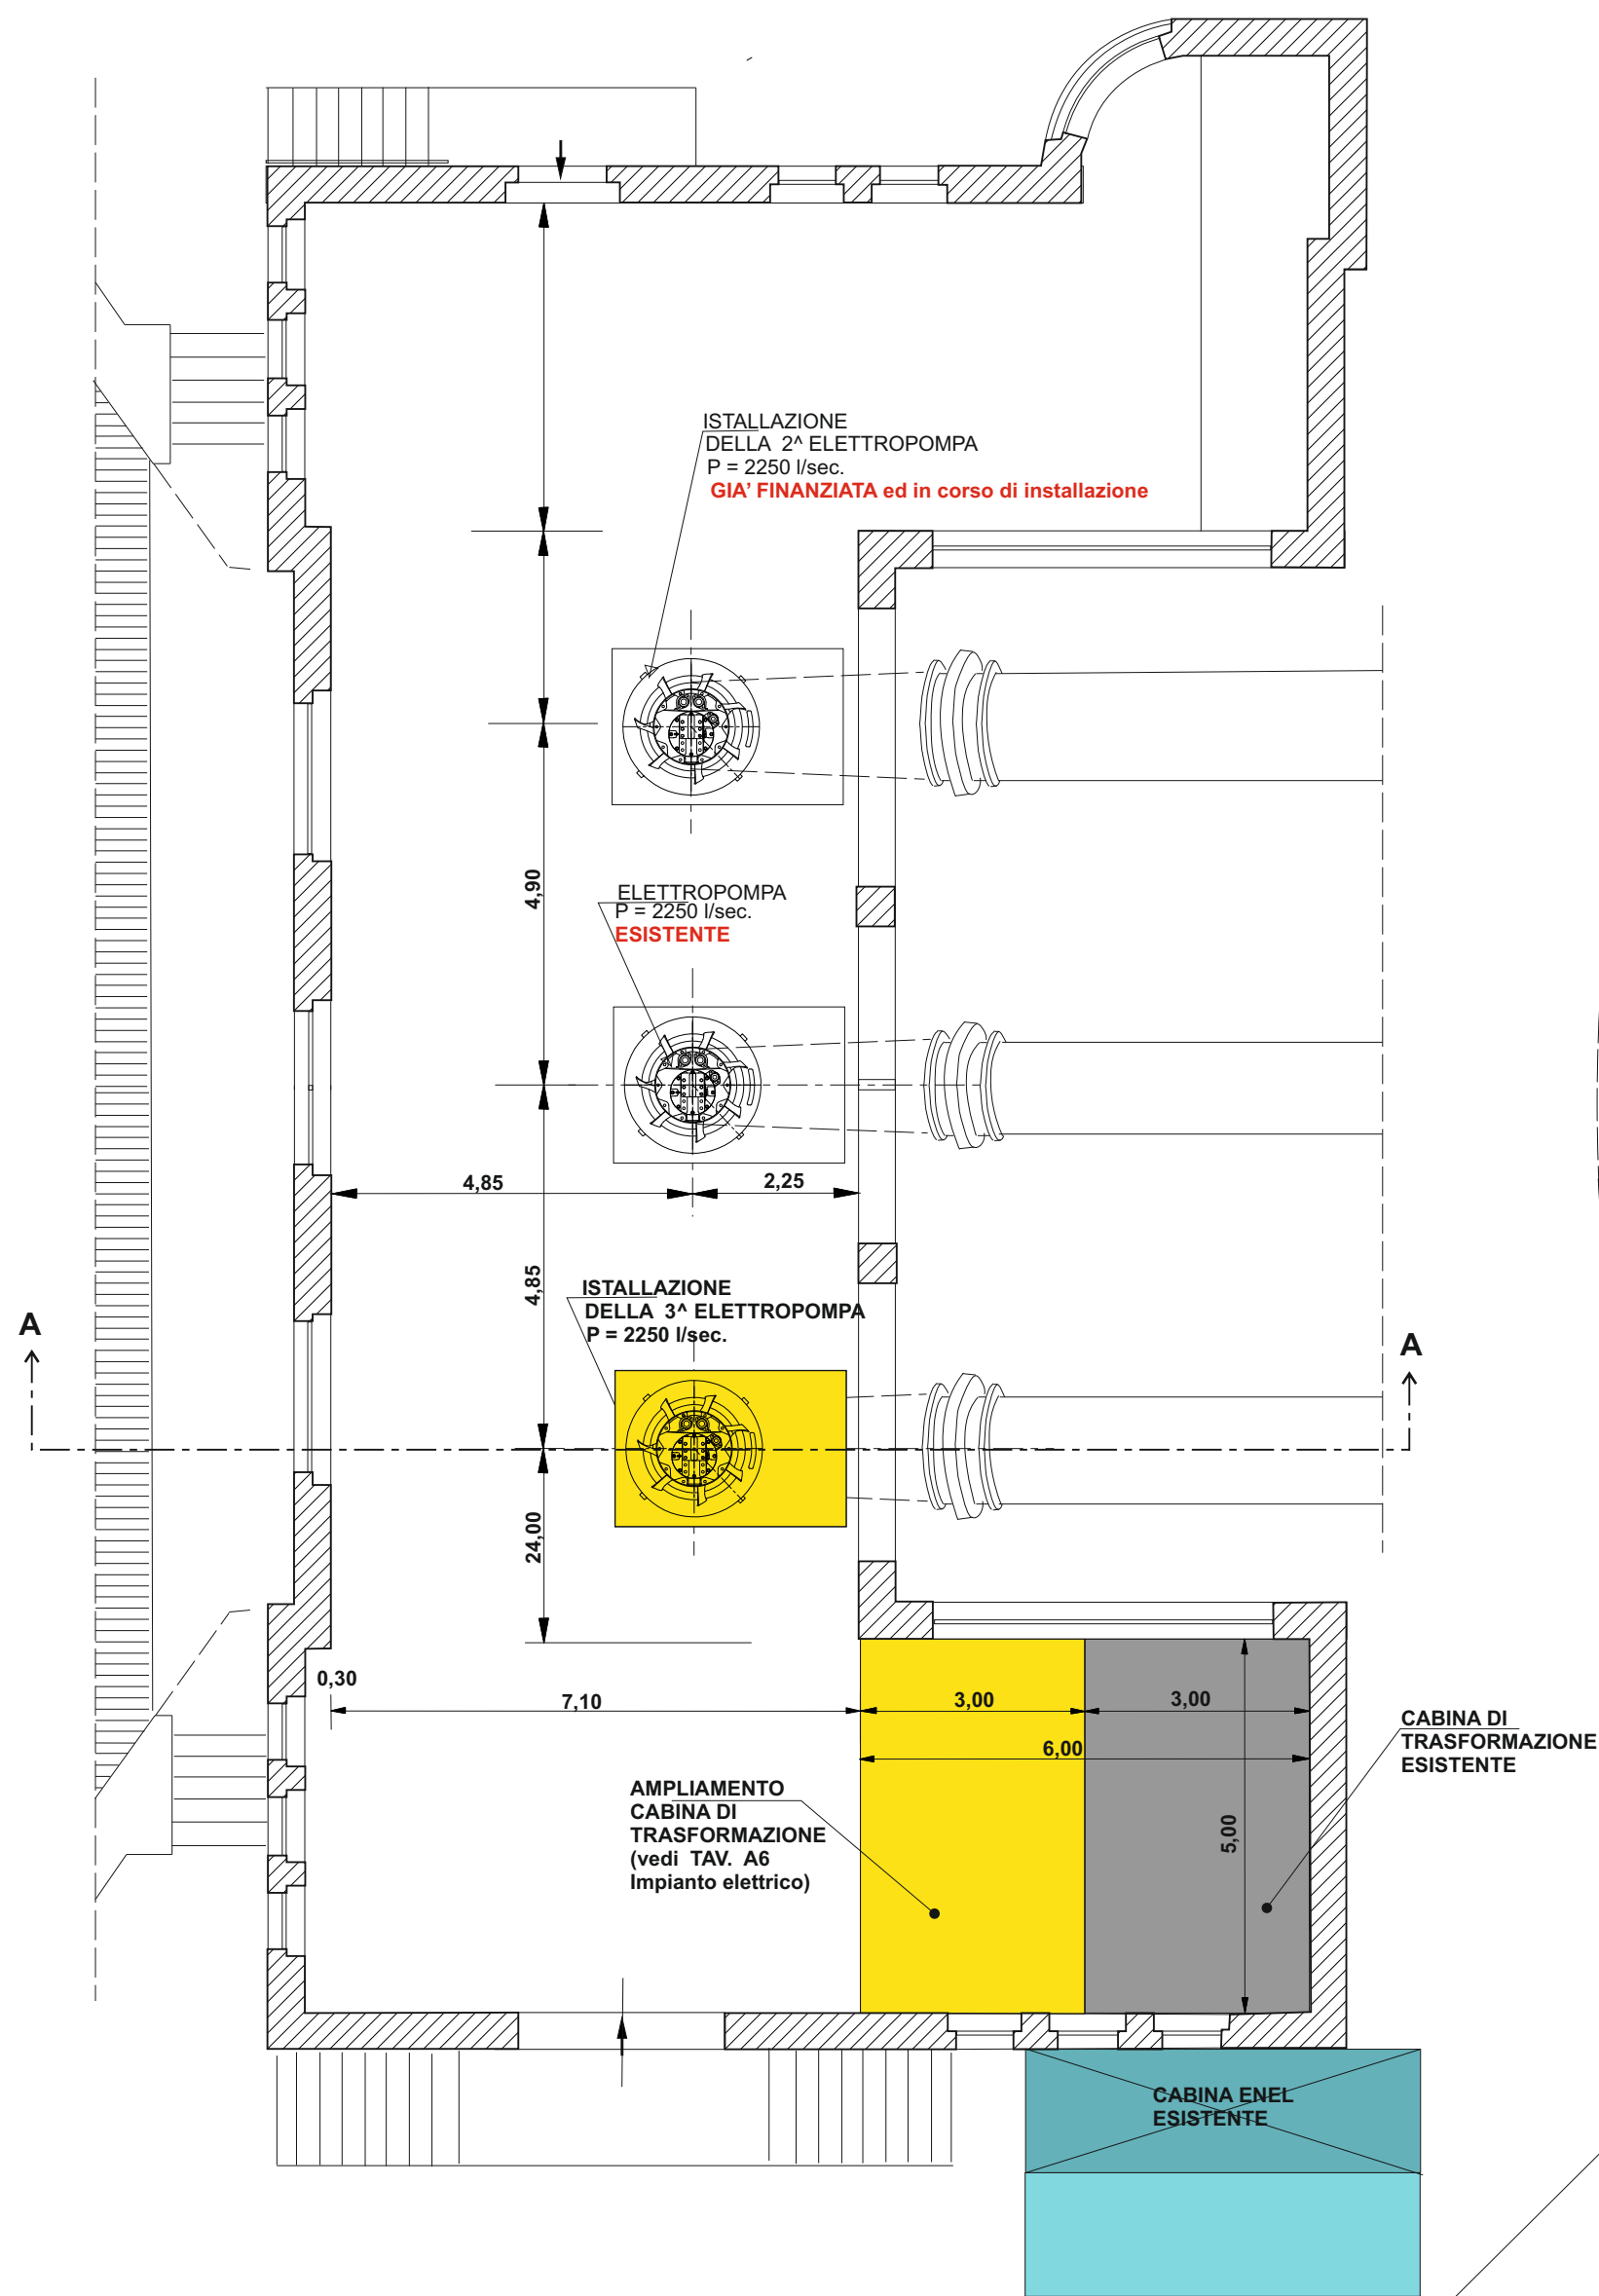 ISTALLAZIONE
DELLA 2^ ELETTROPOMPA
P = 2250 l/sec.
GIA' FINANZIATA ed in corso di installazione
4,90
ELETTROPOMPA
P = 2250 l/sec.
ESISTENTE
4,85
2,25
4,85
ISTALLAZIONE
DELLA 3^ ELETTROPOMPA
P = 2250 l/sec.
A
A
24,00
0,30
7,10
3,00
3,00
6,00
5,00
CABINA DI
TRASFORMAZIONE
ESISTENTE
AMPLIAMENTO
CABINA DI
TRASFORMAZIONE
(vedi TAV. A6
Impianto elettrico)
CABINA ENEL
ESISTENTE